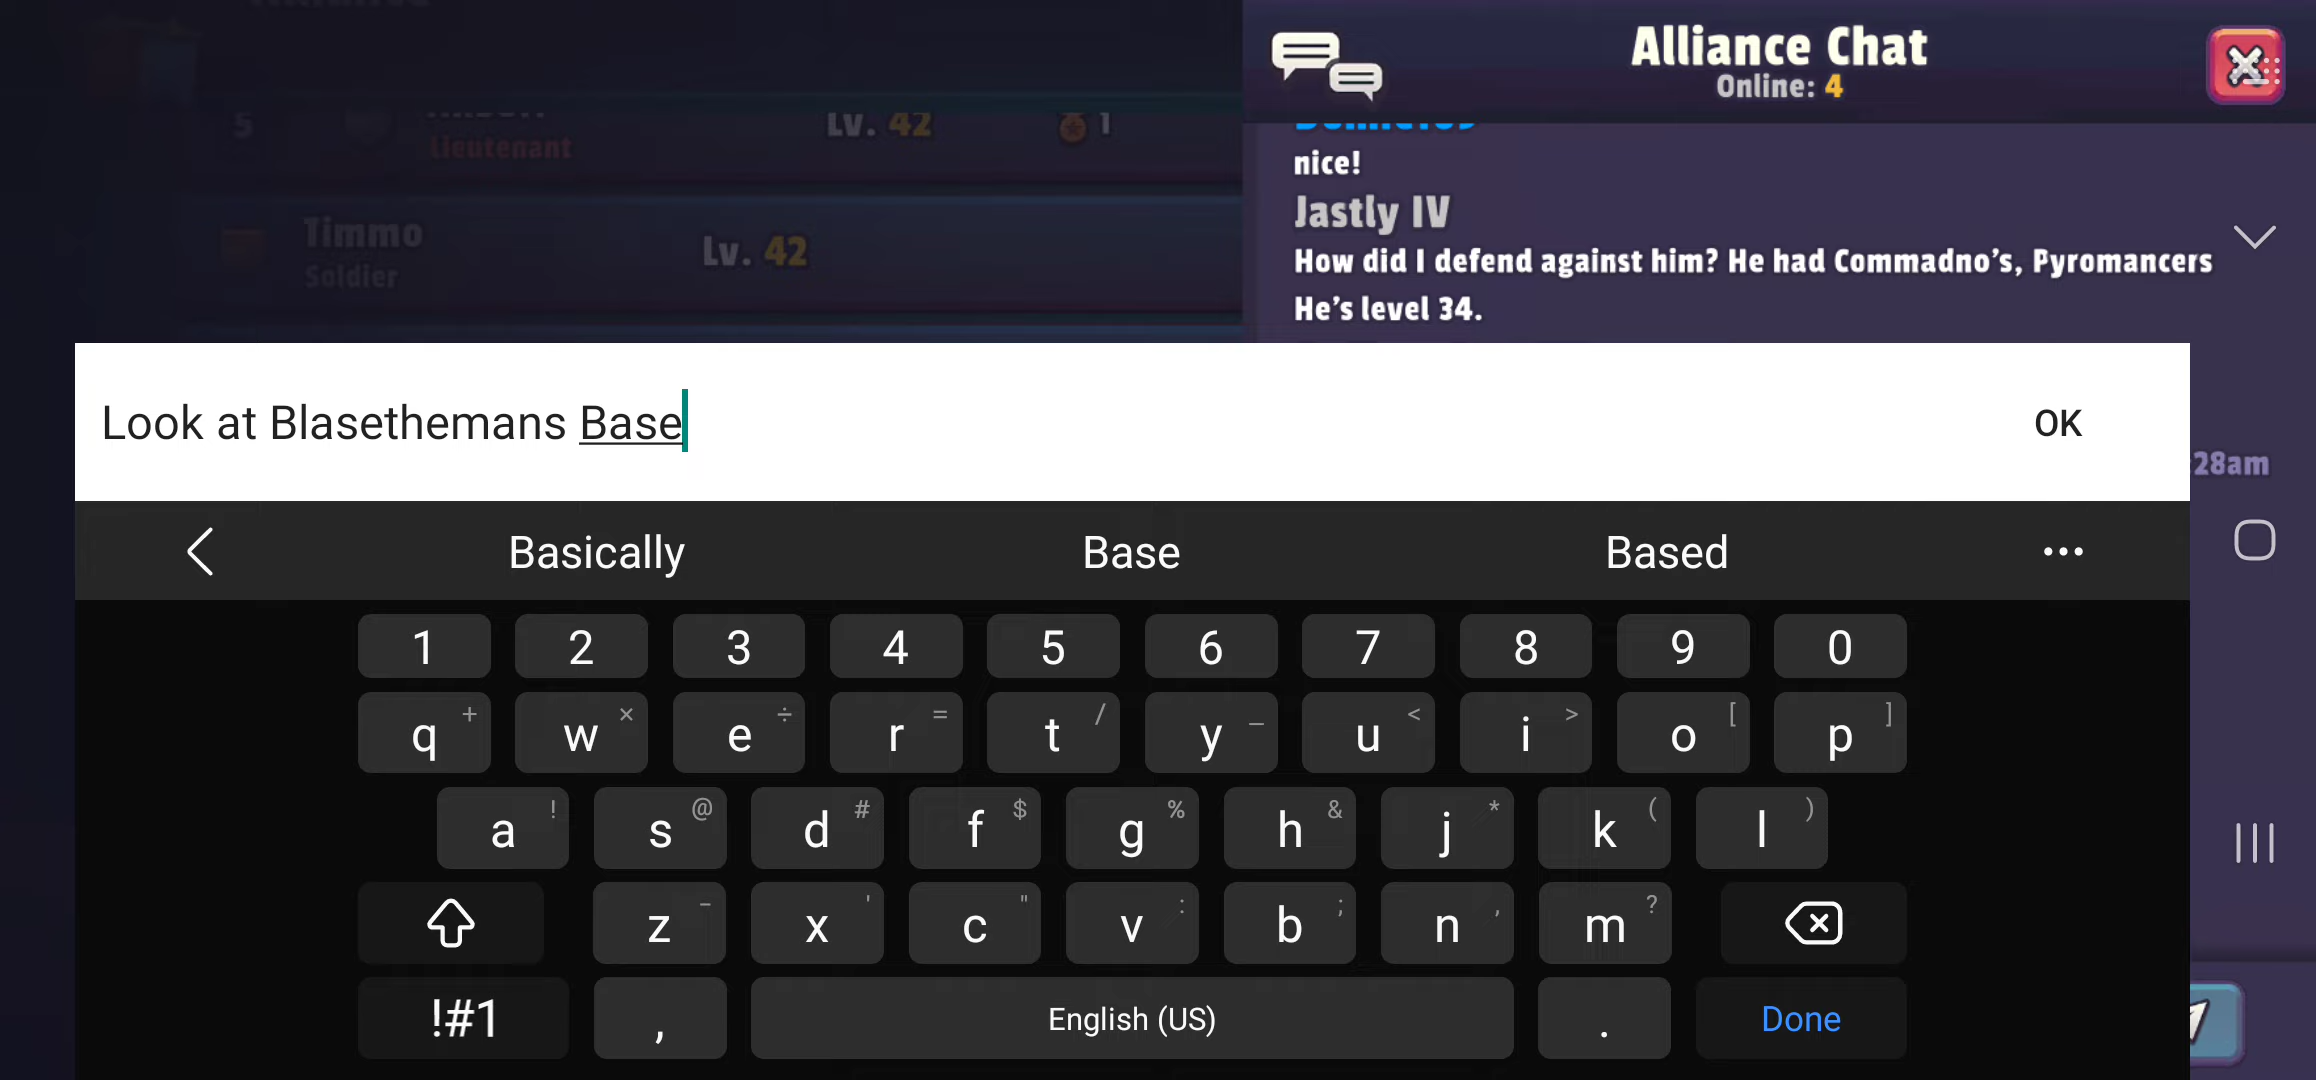 Alliance Chat
Online: 4
5
Lieutenant
Lv. 42
1
nice!
Timmo
Soldier
Lv. 42
Jastly IV
How did I defend against him? He had Commadno's, Pyromancers
He's level 34.
Look at Blasethemans Base
OK
28am
Basically Base Based
1 2 3 4 5 6 7 8 9 0
q + w × e ÷ r = t / y _ u < i > o [ p ]
a ! s @ d # f $ g % h & j * k ( l )
z - x ' c " v : b ; n , m ?
!#1 , English (US) . Done